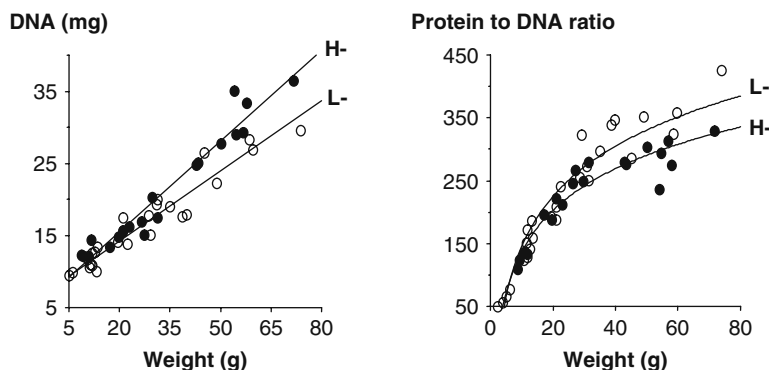 DNA (mg)
H-
L-
35
25
15
5
5 20 35 50 65 80
Weight (g)
Protein to DNA ratio
450
350
250
150
50
L-
H-
0 20 40 60 80
Weight (g)